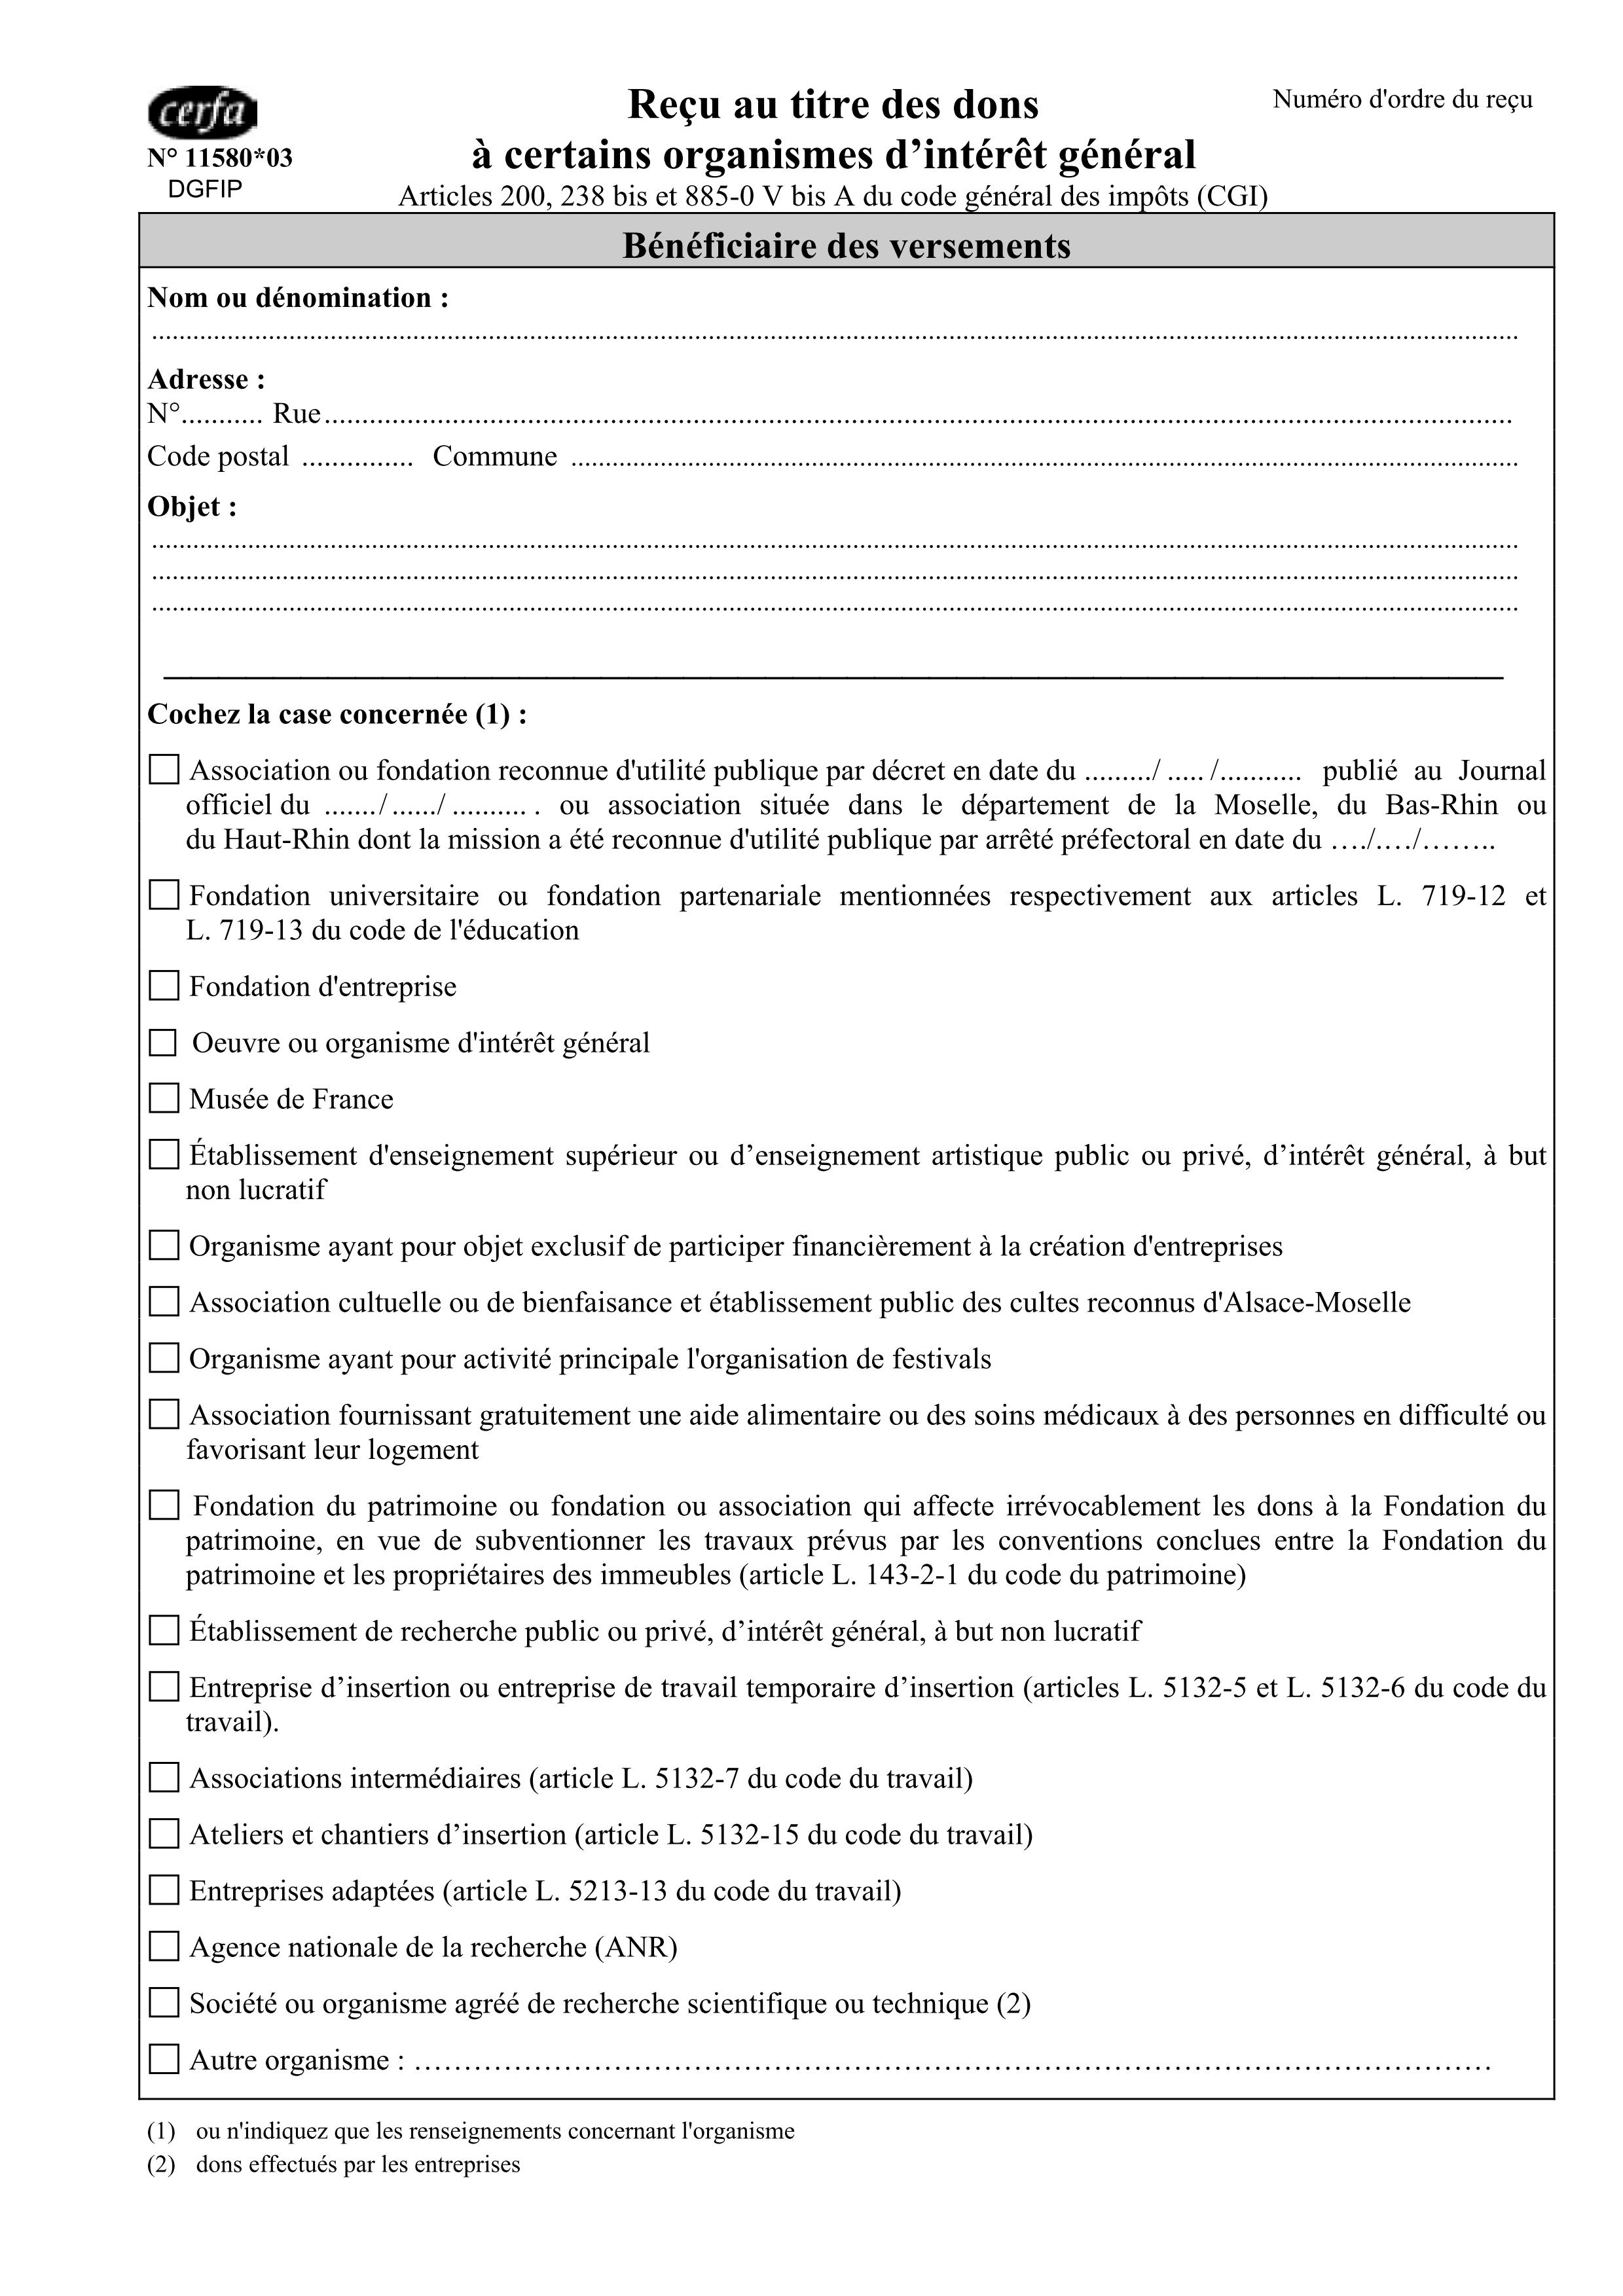 cerfa
N° 11580*03
DGFIP
Reçu au titre des dons
à certains organismes d’intérêt général
Articles 200, 238 bis et 885-0 V bis A du code général des impôts (CGI)
Numéro d'ordre du reçu
Bénéficiaire des versements
Nom ou dénomination :
Adresse :
N°........... Rue
Code postal ............... Commune
Objet :
Cochez la case concernée (1) :
Association ou fondation reconnue d'utilité publique par décret en date du ........./ ..... /........... publié au Journal
officiel du ......./ ....../ .......... . ou association située dans le département de la Moselle, du Bas-Rhin ou
du Haut-Rhin dont la mission a été reconnue d'utilité publique par arrêté préfectoral en date du …./.…/……..
Fondation universitaire ou fondation partenariale mentionnées respectivement aux articles L. 719-12 et
L. 719-13 du code de l'éducation
Fondation d'entreprise
Oeuvre ou organisme d'intérêt général
Musée de France
Établissement d'enseignement supérieur ou d’enseignement artistique public ou privé, d’intérêt général, à but
non lucratif
Organisme ayant pour objet exclusif de participer financièrement à la création d'entreprises
Association cultuelle ou de bienfaisance et établissement public des cultes reconnus d'Alsace-Moselle
Organisme ayant pour activité principale l'organisation de festivals
Association fournissant gratuitement une aide alimentaire ou des soins médicaux à des personnes en difficulté ou
favorisant leur logement
Fondation du patrimoine ou fondation ou association qui affecte irrévocablement les dons à la Fondation du
patrimoine, en vue de subventionner les travaux prévus par les conventions conclues entre la Fondation du
patrimoine et les propriétaires des immeubles (article L. 143-2-1 du code du patrimoine)
Établissement de recherche public ou privé, d’intérêt général, à but non lucratif
Entreprise d’insertion ou entreprise de travail temporaire d’insertion (articles L. 5132-5 et L. 5132-6 du code du
travail).
Associations intermédiaires (article L. 5132-7 du code du travail)
Ateliers et chantiers d’insertion (article L. 5132-15 du code du travail)
Entreprises adaptées (article L. 5213-13 du code du travail)
Agence nationale de la recherche (ANR)
Société ou organisme agréé de recherche scientifique ou technique (2)
Autre organisme : ……………………………………………………………………………………
(1) ou n'indiquez que les renseignements concernant l'organisme
(2) dons effectués par les entreprises